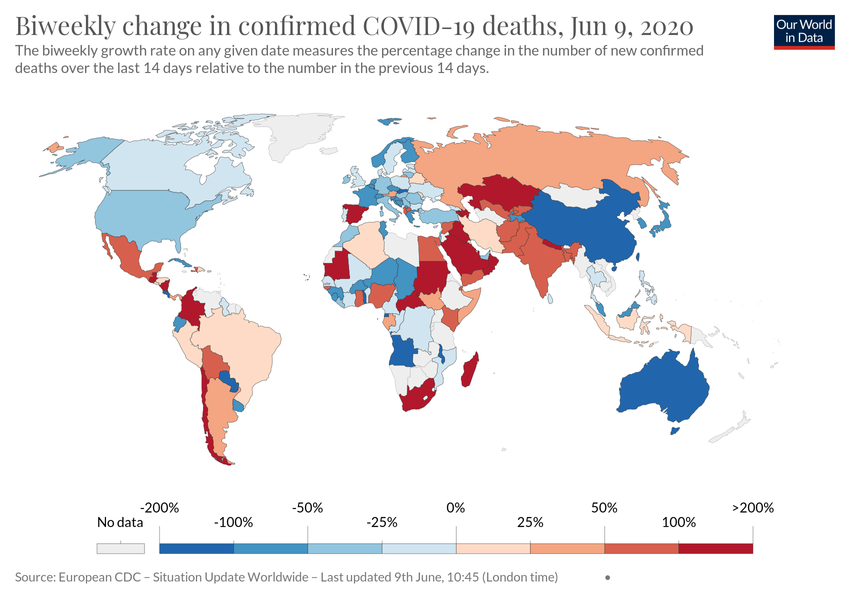 Biweekly change in confirmed COVID-19 deaths, Jun 9, 2020
Our World
in Data
The biweekly growth rate on any given date measures the percentage change in the number of new confirmed
deaths over the last 14 days relative to the number in the previous 14 days.
-200% -50% 0% 50% >200%
No data -100% -25% 25% 100%
Source: European CDC – Situation Update Worldwide – Last updated 9th June, 10:45 (London time)